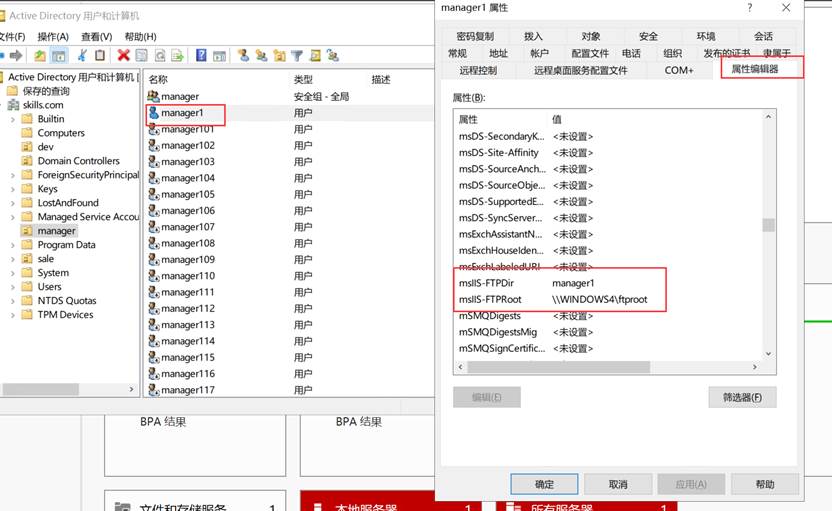 Active Directory 用户和计算机
文件(F) 操作(A) 查看(V) 帮助(H)
Active Directory 用户和计算机 [
保存的查询
skills.com
Builtin
Computers
dev
Domain Controllers
ForeignSecurityPrincipal
Keys
LostAndFound
Managed Service Accou
manager
Program Data
sale
System
Users
NTDS Quotas
TPM Devices
名称 类型 描述
manager 安全组 - 全局
manager1 用户
manager101 用户
manager102 用户
manager103 用户
manager104 用户
manager105 用户
manager106 用户
manager107 用户
manager108 用户
manager109 用户
manager110 用户
manager111 用户
manager112 用户
manager113 用户
manager114 用户
manager115 用户
manager116 用户
manager117 用户
BPA 结果 BPA 结果
文件和存储服务 1 本地服务器 1 所有服务器 1
manager1 属性 ?
密码复制 拨入 对象 安全 环境 会话
常规 地址 帐户 配置文件 电话 组织 发布的证书 隶属于
远程控制 远程桌面服务配置文件 COM+ 属性编辑器
属性(B):
属性 值
msDS-SecondaryK... <未设置>
msDS-Site-Affinity <未设置>
msDS-SourceAnch... <未设置>
msDS-SourceObje... <未设置>
msDS-SupportedE... <未设置>
msDS-SyncServer... <未设置>
msExchAssistantN... <未设置>
msExchHouseIden... <未设置>
msExchLabeledURI <未设置>
msIIS-FTPDir manager1
msIIS-FTPRoot \\WINDOWS4\ftproot
mSMQDigests <未设置>
mSMQDigestsMig <未设置>
mSMQSignCertific... <未设置>
编辑(E) 筛选器(F)
确定 取消 应用(A) 帮助